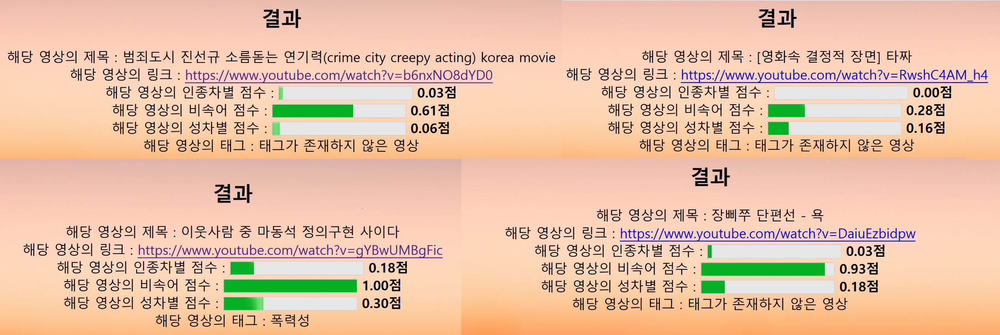 결과
해당 영상의 제목 : 범죄도시 진선규 소름돋는 연기력(crime city creepy acting) korea movie
해당 영상의 링크 : https://www.youtube.com/watch?v=b6nxNO8dYD0
해당 영상의 인종차별 점수 : 0.03점
해당 영상의 비속어 점수 : 0.61점
해당 영상의 성차별 점수 : 0.06점
해당 영상의 태그 : 태그가 존재하지 않은 영상
결과
해당 영상의 제목 : [영화속 결정적 장면] 타짜
해당 영상의 링크 : https://www.youtube.com/watch?v=RwshC4AM_h4
해당 영상의 인종차별 점수 : 0.00점
해당 영상의 비속어 점수 : 0.28점
해당 영상의 성차별 점수 : 0.16점
해당 영상의 태그 : 태그가 존재하지 않은 영상
결과
해당 영상의 제목 : 이웃사람 중 마동석 정의구현 사이다
해당 영상의 링크 : https://www.youtube.com/watch?v=gYBwUMBgFic
해당 영상의 인종차별 점수 : 0.18점
해당 영상의 비속어 점수 : 1.00점
해당 영상의 성차별 점수 : 0.30점
해당 영상의 태그 : 폭력성
결과
해당 영상의 제목 : 장삐쭈 단편선 - 욕
해당 영상의 링크 : https://www.youtube.com/watch?v=DaiuEzbidpw
해당 영상의 인종차별 점수 : 0.03점
해당 영상의 비속어 점수 : 0.93점
해당 영상의 성차별 점수 : 0.18점
해당 영상의 태그 : 태그가 존재하지 않은 영상